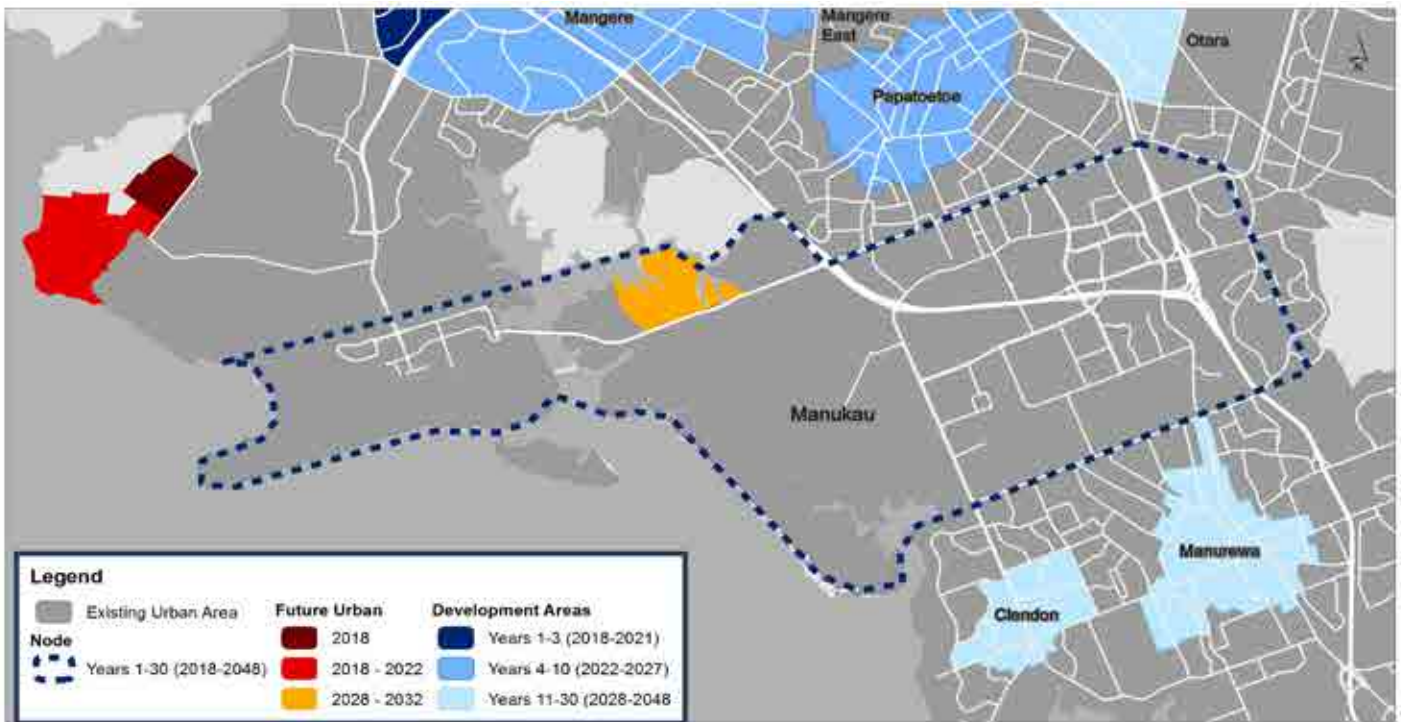 Mangere
Mangere
East
Otara
Papatoetoe
Manukau
Manurewa
Clendon
Legend
Existing Urban Area
Node
Years 1-30 (2018-2048)
Future Urban
2018
2018 - 2022
2028 - 2032
Development Areas
Years 1-3 (2018-2021)
Years 4-10 (2022-2027)
Years 11-30 (2028-2048